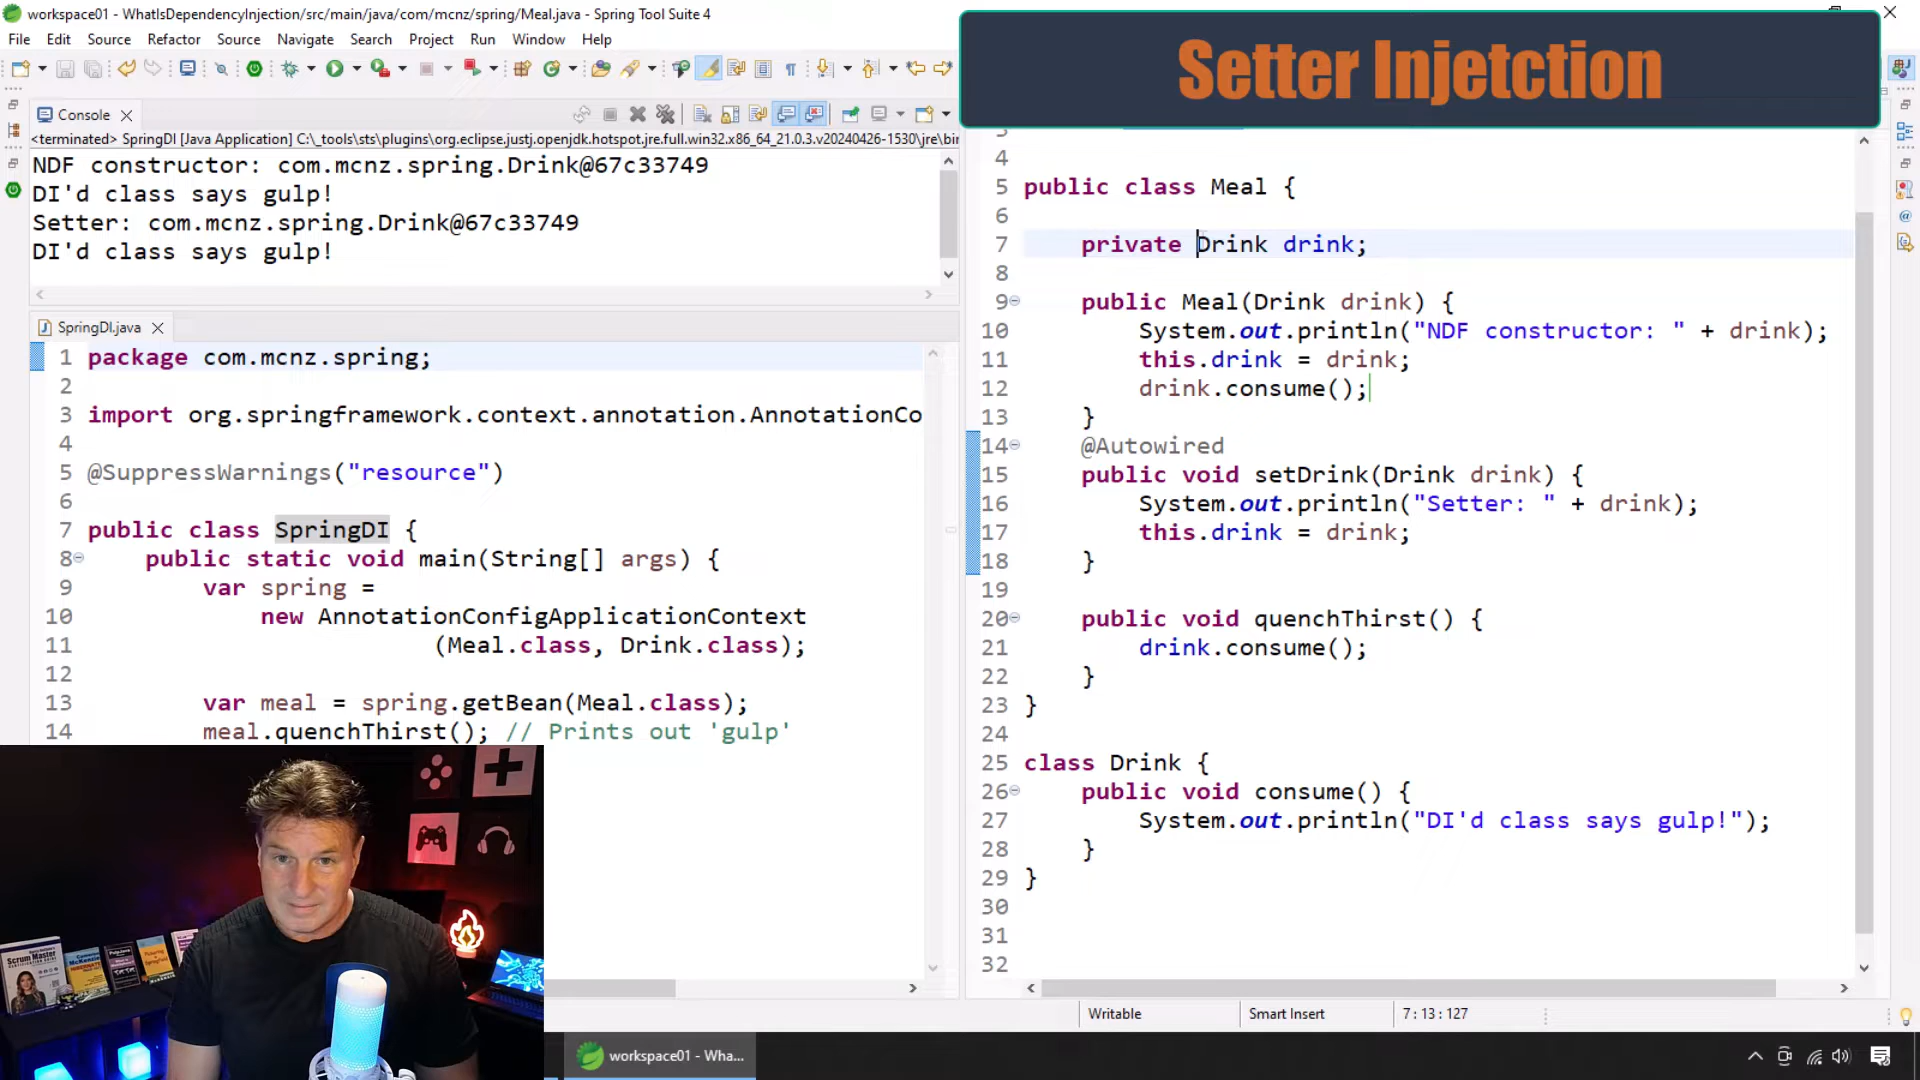 workspace01 - WhatIsDependencyInjection/src/main/java/com/mcnz/spring/Meal.java - Spring Tool Suite 4
File Edit Source Refactor Source Navigate Search Project Run Window Help
Setter Injetction
Console
<terminated> SpringDI [Java Application] C:\_tools\sts\plugins\org.eclipse.justj.openjdk.hotspot.jre.full.win32.x86_64_21.0.3.v20240426-1530\jre\bin
NDF constructor: com.mcnz.spring.Drink@67c33749
DI'd class says gulp!
Setter: com.mcnz.spring.Drink@67c33749
DI'd class says gulp!
SpringDI.java
1 package com.mcnz.spring;
2
3 import org.springframework.context.annotation.AnnotationCo
4
5 @SuppressWarnings("resource")
6
7 public class SpringDI {
8 public static void main(String[] args) {
9 var spring =
10 new AnnotationConfigApplicationContext
11 (Meal.class, Drink.class);
12
13 var meal = spring.getBean(Meal.class);
14 meal.quenchThirst(); // Prints out 'gulp'
3
4
5 public class Meal {
6
7 private Drink drink;
8
9 public Meal(Drink drink) {
10 System.out.println("NDF constructor: " + drink);
11 this.drink = drink;
12 drink.consume();
13 }
14 @Autowired
15 public void setDrink(Drink drink) {
16 System.out.println("Setter: " + drink);
17 this.drink = drink;
18 }
19
20 public void quenchThirst() {
21 drink.consume();
22 }
23 }
24
25 class Drink {
26 public void consume() {
27 System.out.println("DI'd class says gulp!");
28 }
29 }
30
31
32
Writable Smart Insert 7 : 13 : 127
Scrum Master
workspace01 - Wha...